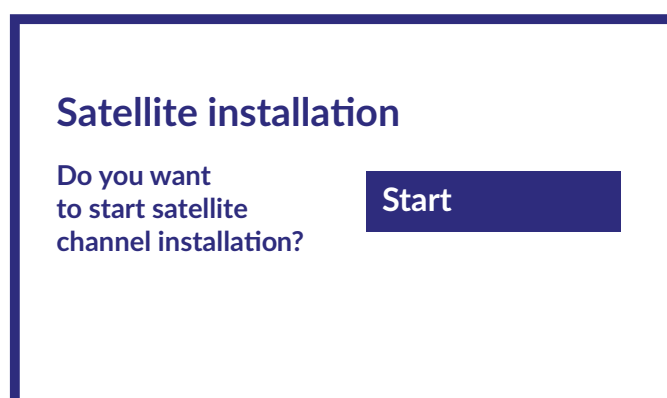 Satellite installation
Do you want
to start satellite
channel installation?
Start